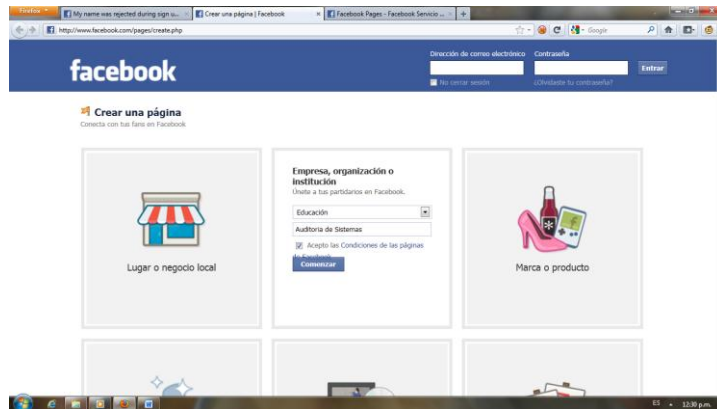 Firefox
My name was rejected during sign u...
Crear una página | Facebook
Facebook Pages - Facebook Servicio ...
http://www.facebook.com/pages/create.php
Google
Dirección de correo electrónico
Contraseña
facebook
Entrar
No cerrar sesión
¿Olvidaste tu contraseña?
Crear una página
Conecta con tus fans en Facebook
Empresa, organización o
institución
Únete a tus partidarios en Facebook.
Educación
Auditoria de Sistemas
Acepto las Condiciones de las páginas
de Facebook
Comenzar
Lugar o negocio local
Marca o producto
ES
12:30 p.m.